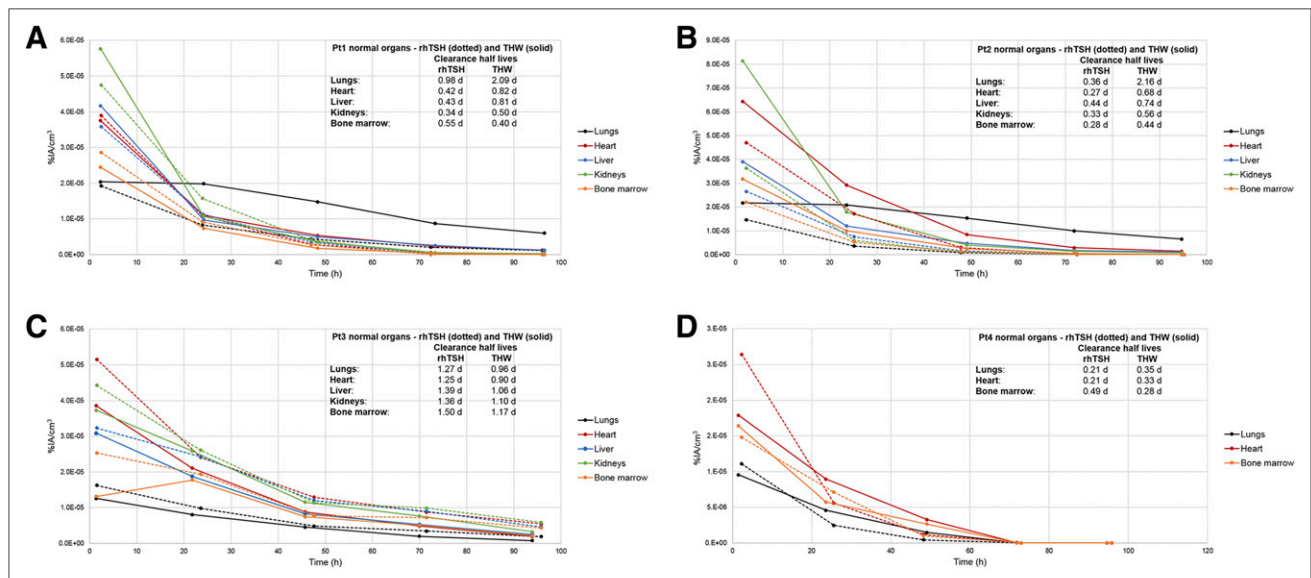 A
Pt1 normal organs - rhTSH (dotted) and THW (solid)
Clearance half lives
rhTSH THW
Lungs: 0.98 d 2.09 d
Heart: 0.42 d 0.82 d
Liver: 0.43 d 0.81 d
Kidneys: 0.34 d 0.50 d
Bone marrow: 0.55 d 0.40 d
6.0E-05
5.0E-05
4.0E-05
3.0E-05
2.0E-05
1.0E-05
0.0E+00
%IA/cm³
0 10 20 30 40 50 60 70 80 90 100
Time (h)
Lungs
Heart
Liver
Kidneys
Bone marrow
B
Pt2 normal organs - rhTSH (dotted) and THW (solid)
Clearance half lives
rhTSH THW
Lungs: 0.36 d 2.16 d
Heart: 0.27 d 0.68 d
Liver: 0.44 d 0.74 d
Kidneys: 0.33 d 0.56 d
Bone marrow: 0.28 d 0.44 d
9.0E-05
8.0E-05
7.0E-05
6.0E-05
5.0E-05
4.0E-05
3.0E-05
2.0E-05
1.0E-05
0.0E+00
%IA/cm³
0 10 20 30 40 50 60 70 80 90 100
Time (h)
Lungs
Heart
Liver
Kidneys
Bone marrow
C
Pt3 normal organs - rhTSH (dotted) and THW (solid)
Clearance half lives
rhTSH THW
Lungs: 1.27 d 0.96 d
Heart: 1.25 d 0.90 d
Liver: 1.39 d 1.06 d
Kidneys: 1.36 d 1.10 d
Bone marrow: 1.50 d 1.17 d
6.0E-05
5.0E-05
4.0E-05
3.0E-05
2.0E-05
1.0E-05
0.0E+00
%IA/cm³
0 10 20 30 40 50 60 70 80 90 100
Time (h)
Lungs
Heart
Liver
Kidneys
Bone marrow
D
Pt4 normal organs - rhTSH (dotted) and THW (solid)
Clearance half lives
rhTSH THW
Lungs: 0.21 d 0.35 d
Heart: 0.21 d 0.33 d
Bone marrow: 0.49 d 0.28 d
3.E-05
3.E-05
2.E-05
2.E-05
1.E-05
5.E-06
0.E+00
%IA/cm³
0 20 40 60 80 100 120
Time (h)
Lungs
Heart
Bone marrow